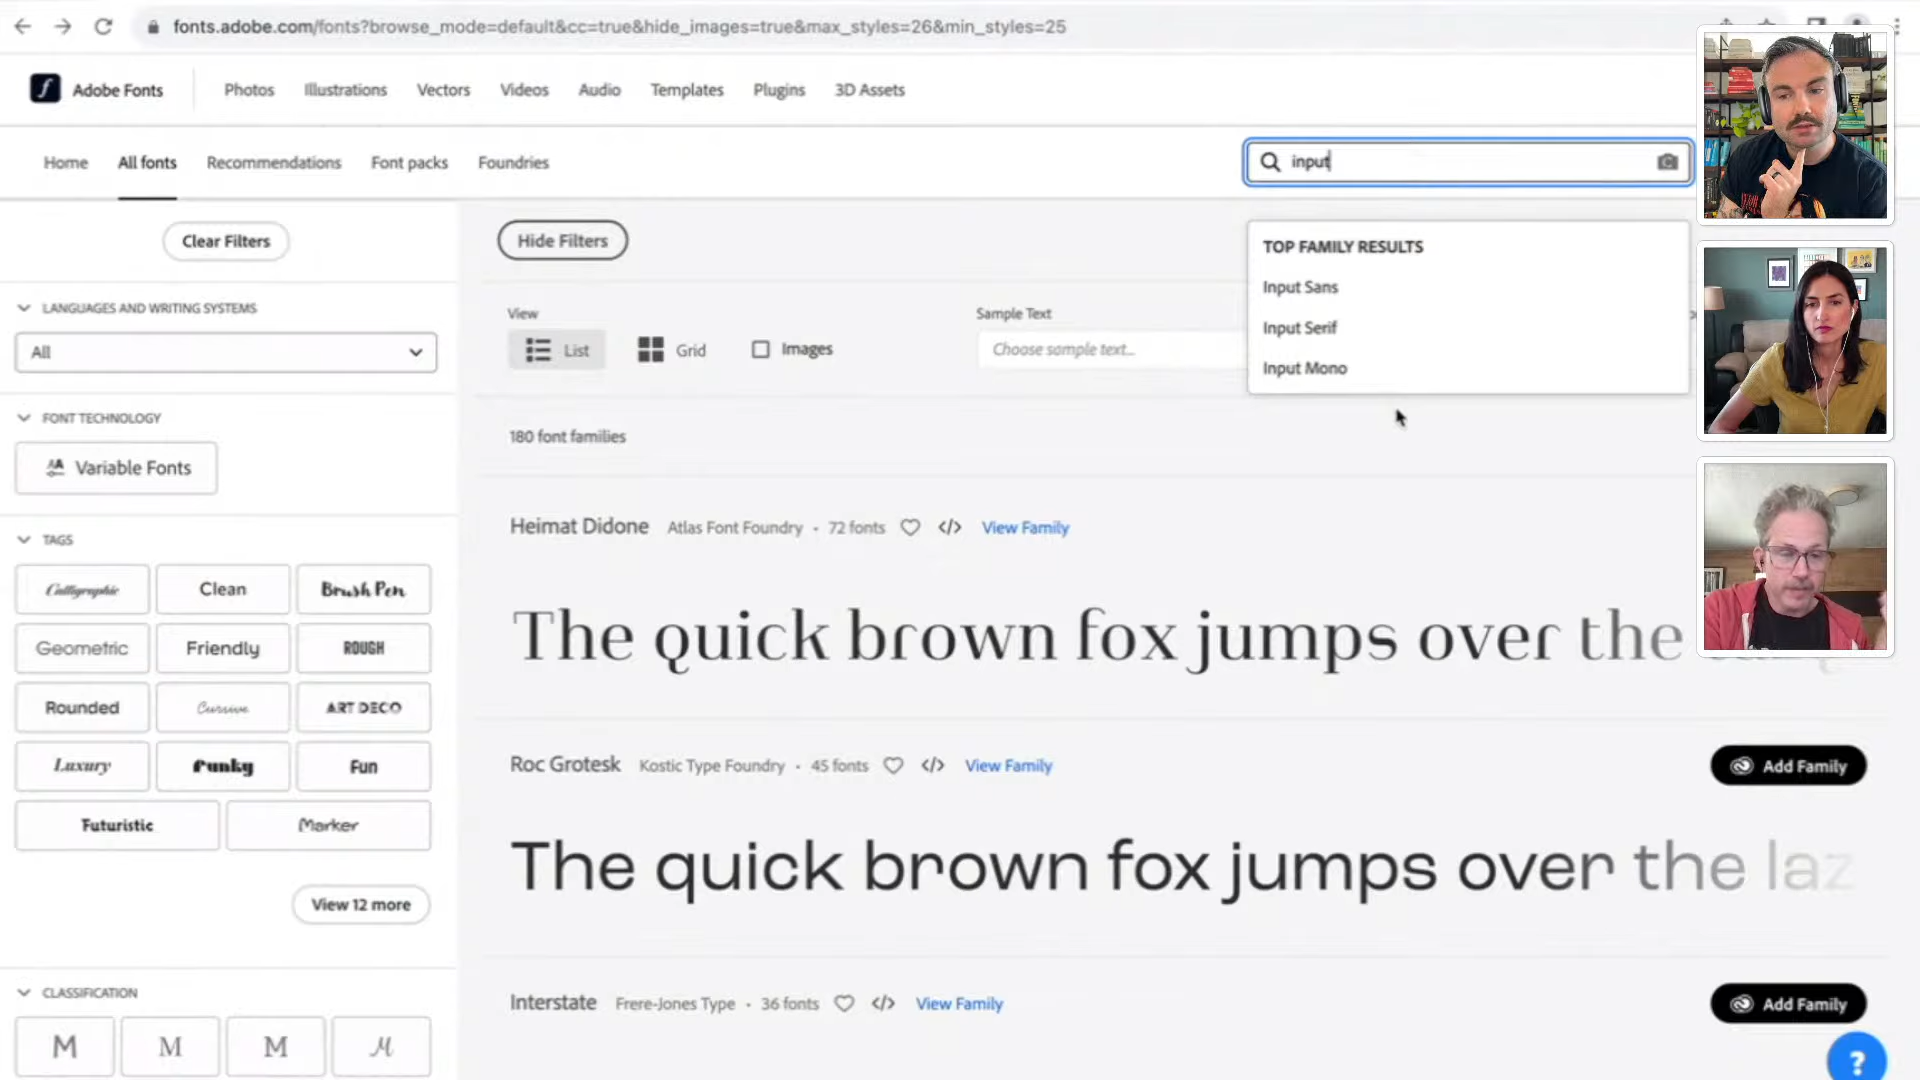 fonts.adobe.com/fonts?browse_mode=default&cc=true&hide_images=true&max_styles=26&min_styles=25
Adobe Fonts
Photos
Illustrations
Vectors
Videos
Audio
Templates
Plugins
3D Assets
Home
All fonts
Recommendations
Font packs
Foundries
input
Clear Filters
Hide Filters
TOP FAMILY RESULTS
Input Sans
Input Serif
Input Mono
LANGUAGES AND WRITING SYSTEMS
All
View
List
Grid
Images
Sample Text
Choose sample text...
FONT TECHNOLOGY
Variable Fonts
180 font families
TAGS
Calligraphic
Clean
Brush Pen
Geometric
Friendly
ROUGH
Rounded
Cursive
ART DECO
Luxury
Funky
Fun
Futuristic
Marker
View 12 more
CLASSIFICATION
M
M
M
M
Heimat Didone Atlas Font Foundry • 72 fonts </> View Family
The quick brown fox jumps over the
Roc Grotesk Kostic Type Foundry • 45 fonts </> View Family
Add Family
The quick brown fox jumps over the laz
Interstate Frere-Jones Type • 36 fonts </> View Family
Add Family
?